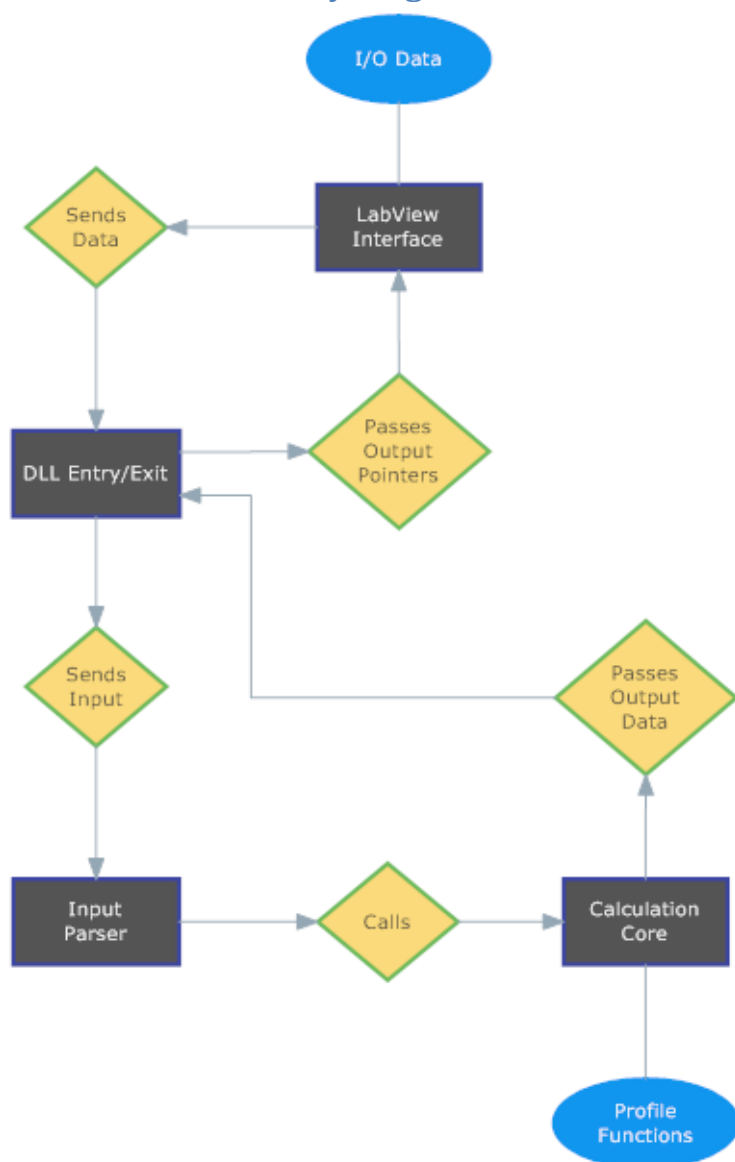 I/O Data
LabView
Interface
Sends
Data
Passes
Output
Pointers
DLL Entry/Exit
Sends
Input
Passes
Output
Data
Input
Parser
Calls
Calculation
Core
Profile
Functions